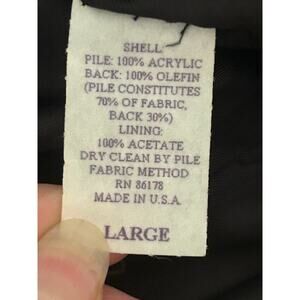 SHELL:
PILE: 100% ACRYLIC
BACK: 100% OLEFIN
(PILE CONSTITUTES
70% OF FABRIC,
BACK 30%)
LINING:
100% ACETATE
DRY CLEAN BY PILE
FABRIC METHOD
RN 86178
MADE IN U.S.A.
LARGE